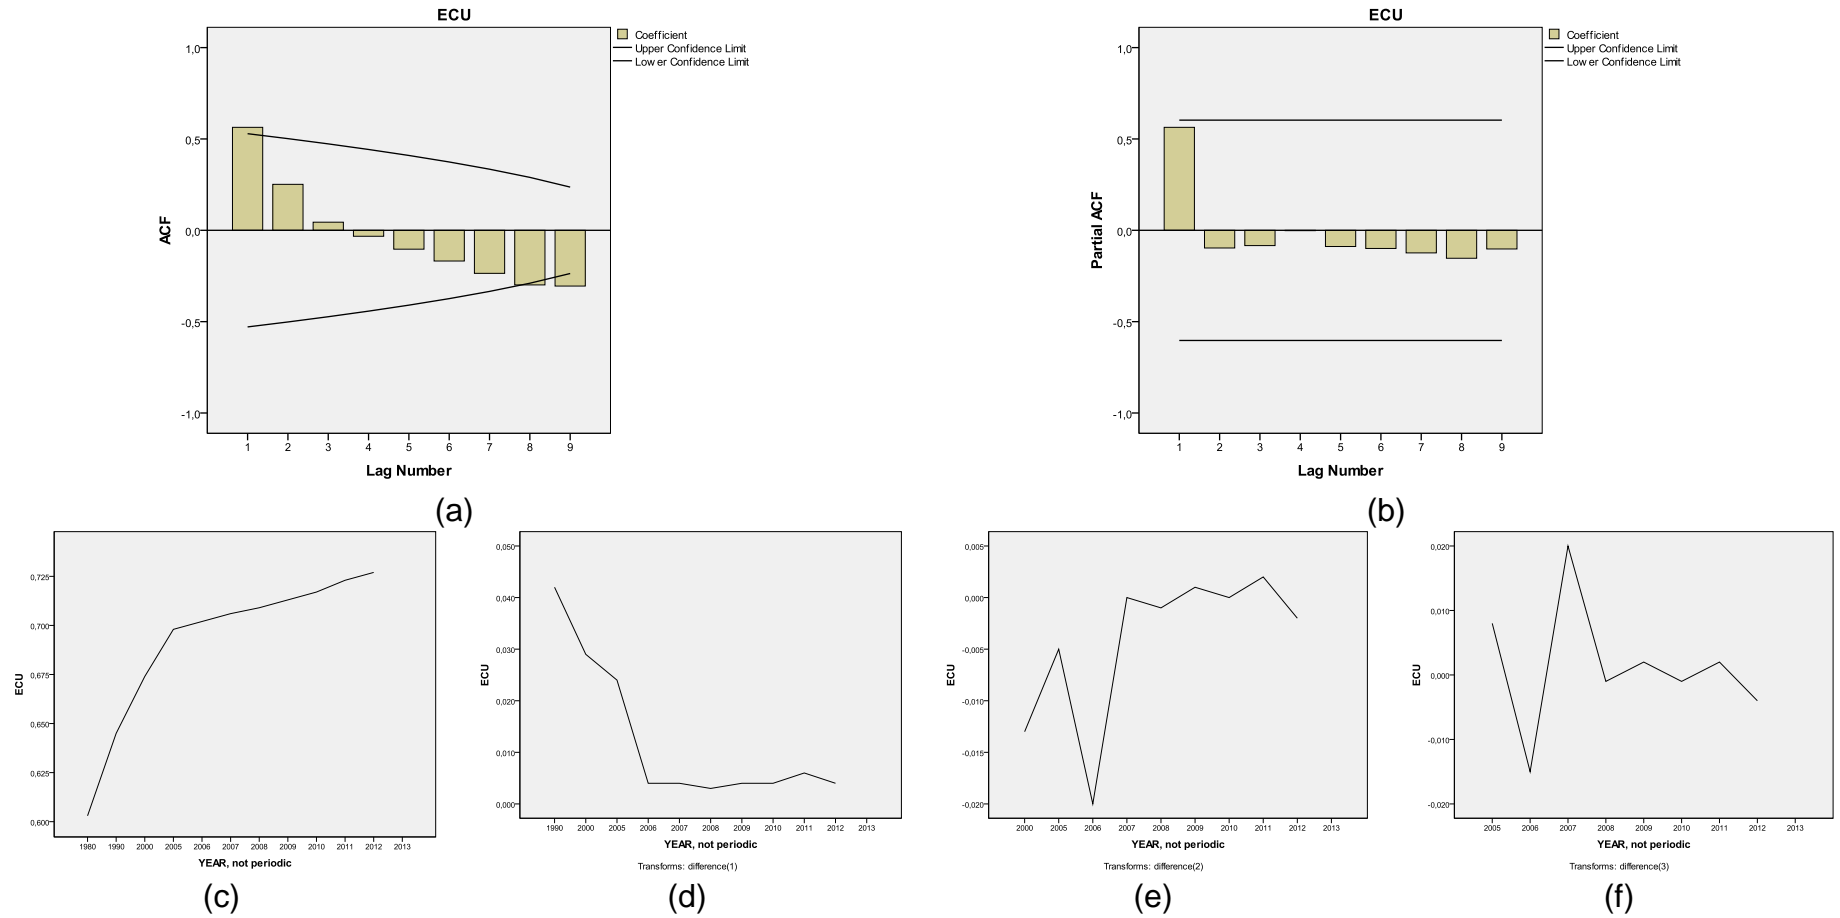 ECU
Coefficient
Upper Confidence Limit
Lower Confidence Limit
1,0
0,5
0,0
-0,5
-1,0
ACF
1 2 3 4 5 6 7 8 9
Lag Number
(a)
ECU
Coefficient
Upper Confidence Limit
Lower Confidence Limit
1,0
0,5
0,0
-0,5
-1,0
Partial ACF
1 2 3 4 5 6 7 8 9
Lag Number
(b)
0,725
0,700
0,675
0,650
0,625
0,600
ECU
1980 1990 2000 2005 2006 2007 2008 2009 2010 2011 2012 2013
YEAR, not periodic
(c)
0,050
0,040
0,030
0,020
0,010
0,000
ECU
1990 2000 2005 2006 2007 2008 2009 2010 2011 2012 2013
YEAR, not periodic
Transforms: difference(1)
(d)
0,005
0,000
-0,005
-0,010
-0,015
-0,020
ECU
2000 2005 2006 2007 2008 2009 2010 2011 2012 2013
YEAR, not periodic
Transforms: difference(2)
(e)
0,020
0,010
0,000
-0,010
-0,020
ECU
2005 2006 2007 2008 2009 2010 2011 2012 2013
YEAR, not periodic
Transforms: difference(3)
(f)